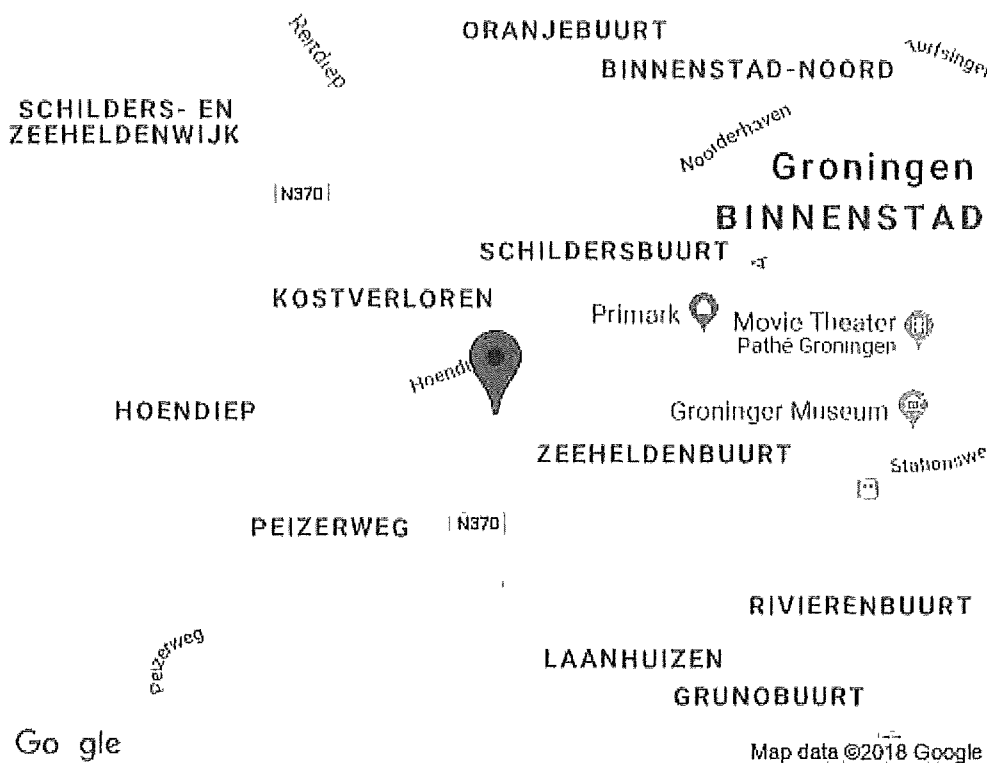 Reitdiep
ORANJEBUURT
BINNENSTAD-NOORD
Turfsingel
SCHILDERS- EN
ZEEHELDENWIJK
Noorderhaven
Groningen
N370
BINNENSTAD
SCHILDERSBUURT
KOSTVERLOREN
Primark
Movie Theater
Pathé Groningen
Hoendi
HOENDIEP
Groninger Museum
ZEEHELDENBUURT
Stationswe
PEIZERWEG
N370
RIVIERENBUURT
Peizerweg
LAANHUIZEN
GRUNOBUURT
Go gle
Map data ©2018 Google